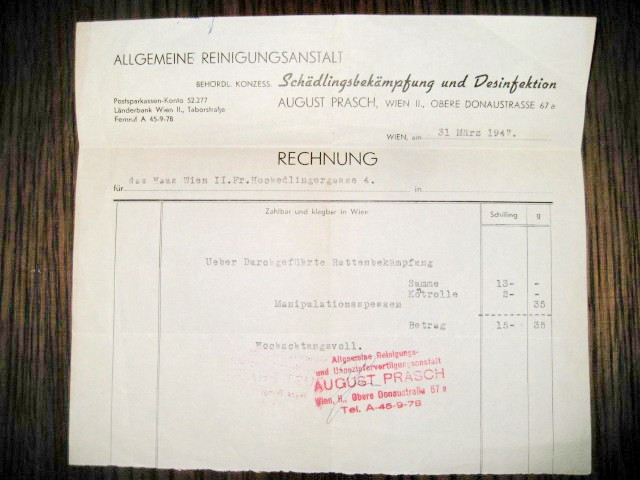 ALLGEMEINE REINIGUNGSANSTALT
BEHÖRDL. KONZESS. Schädlingsbekämpfung und Desinfektion
Postsparkassen-Konto 52.277
Länderbank Wien II., Taborstraße
Fernruf A 45-9-78
AUGUST PRASCH, WIEN II., OBERE DONAUSTRASSE 67 a
WIEN, am 31 März 1947.
RECHNUNG
für das Haus Wien II.Fr.Hockedlingergasse 4. in
Zahlbar und klagbar in Wien Schilling g
Ueber Durchgeführte Rattenbekämpfung
Summe 13- -
Kotrolle 2- -
Manipulationsspesen 35
Betrag 15- 35
Hochachtungsvoll.
Allgemeine Reinigungs-
und Ungeziefervertilgungsanstalt
AUGUST PRASCH
Wien, II., Obere Donaustraße 67 a
Tel. A-45-9-78